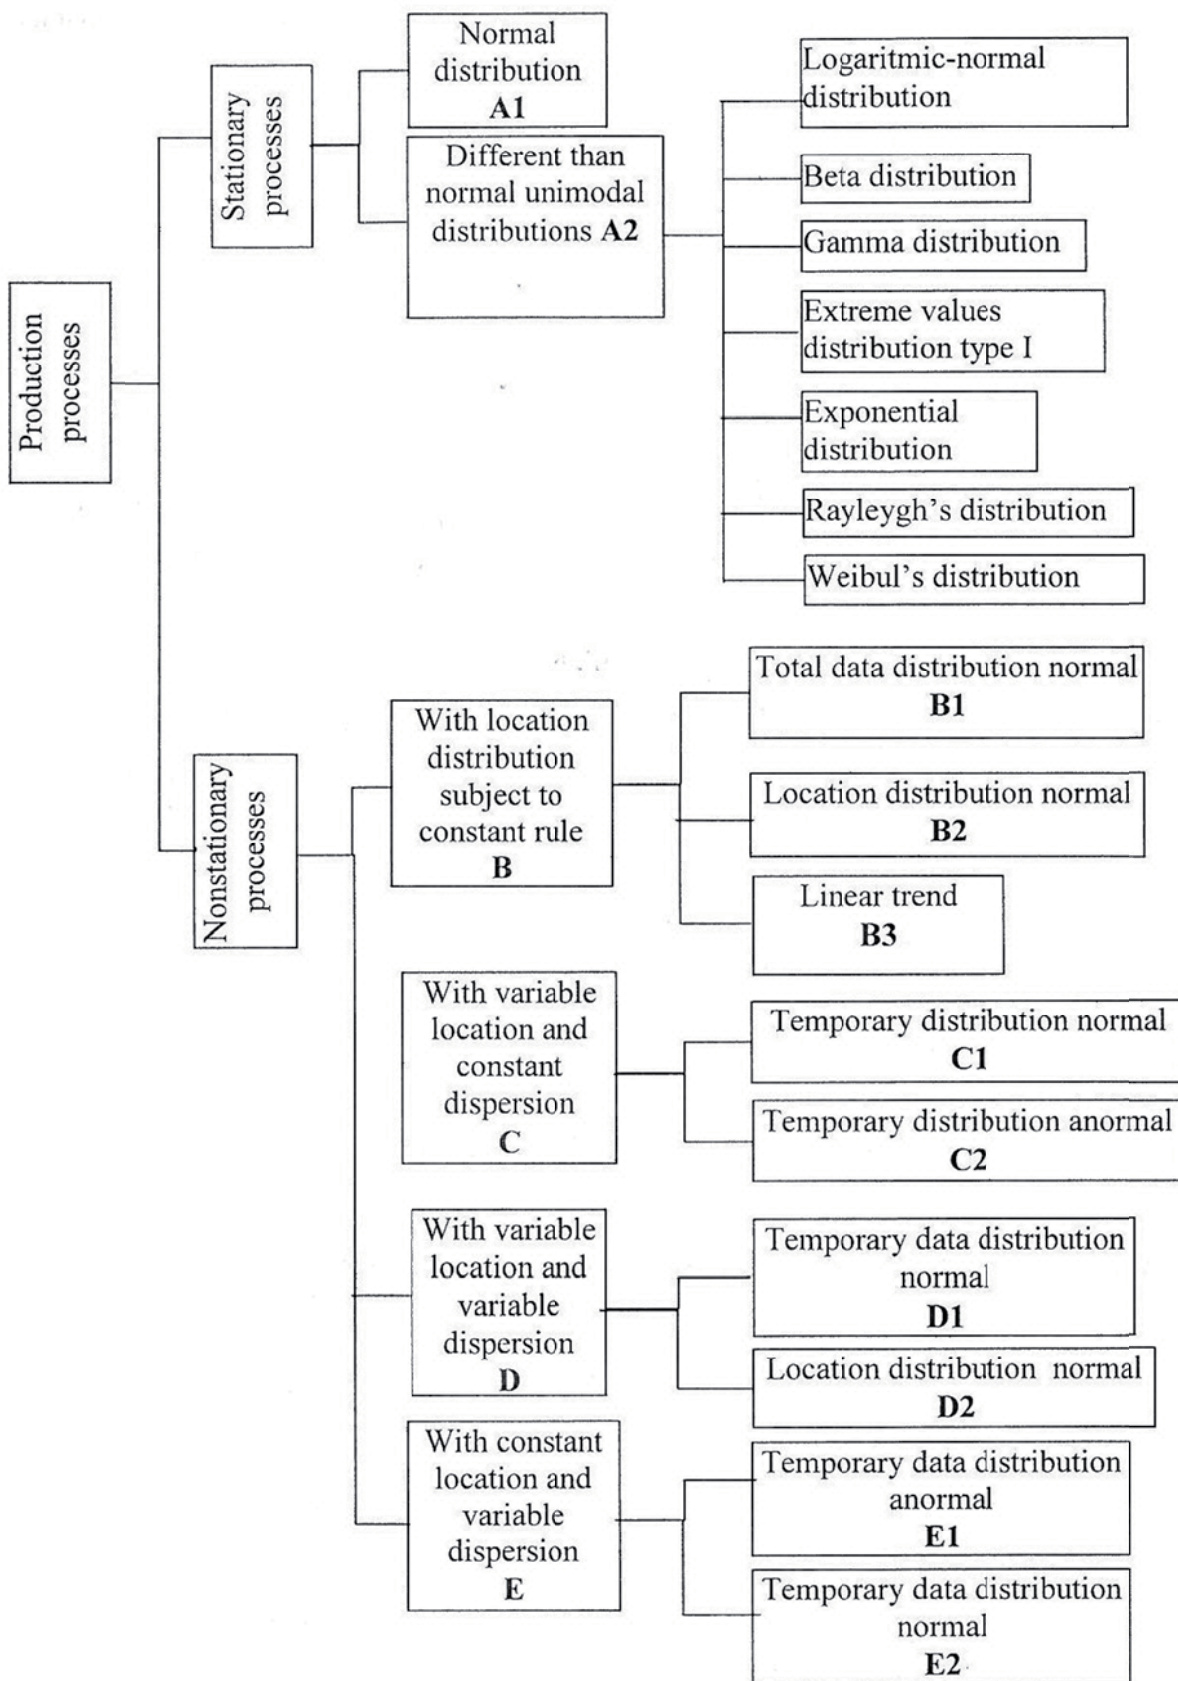 Production
processes
Stationary
processes
Normal
distribution
A1
Different than
normal unimodal
distributions A2
Logaritmic-normal
distribution
Beta distribution
Gamma distribution
Extreme values
distribution type I
Exponential
distribution
Rayleygh's distribution
Weibul's distribution
Nonstationary
processes
With location
distribution
subject to
constant rule
B
Total data distribution normal
B1
Location distribution normal
B2
Linear trend
B3
With variable
location and
constant
dispersion
C
Temporary distribution normal
C1
Temporary distribution anormal
C2
With variable
location and
variable
dispersion
D
Temporary data distribution
normal
D1
Location distribution normal
D2
With constant
location and
variable
dispersion
E
Temporary data distribution
anormal
E1
Temporary data distribution
normal
E2